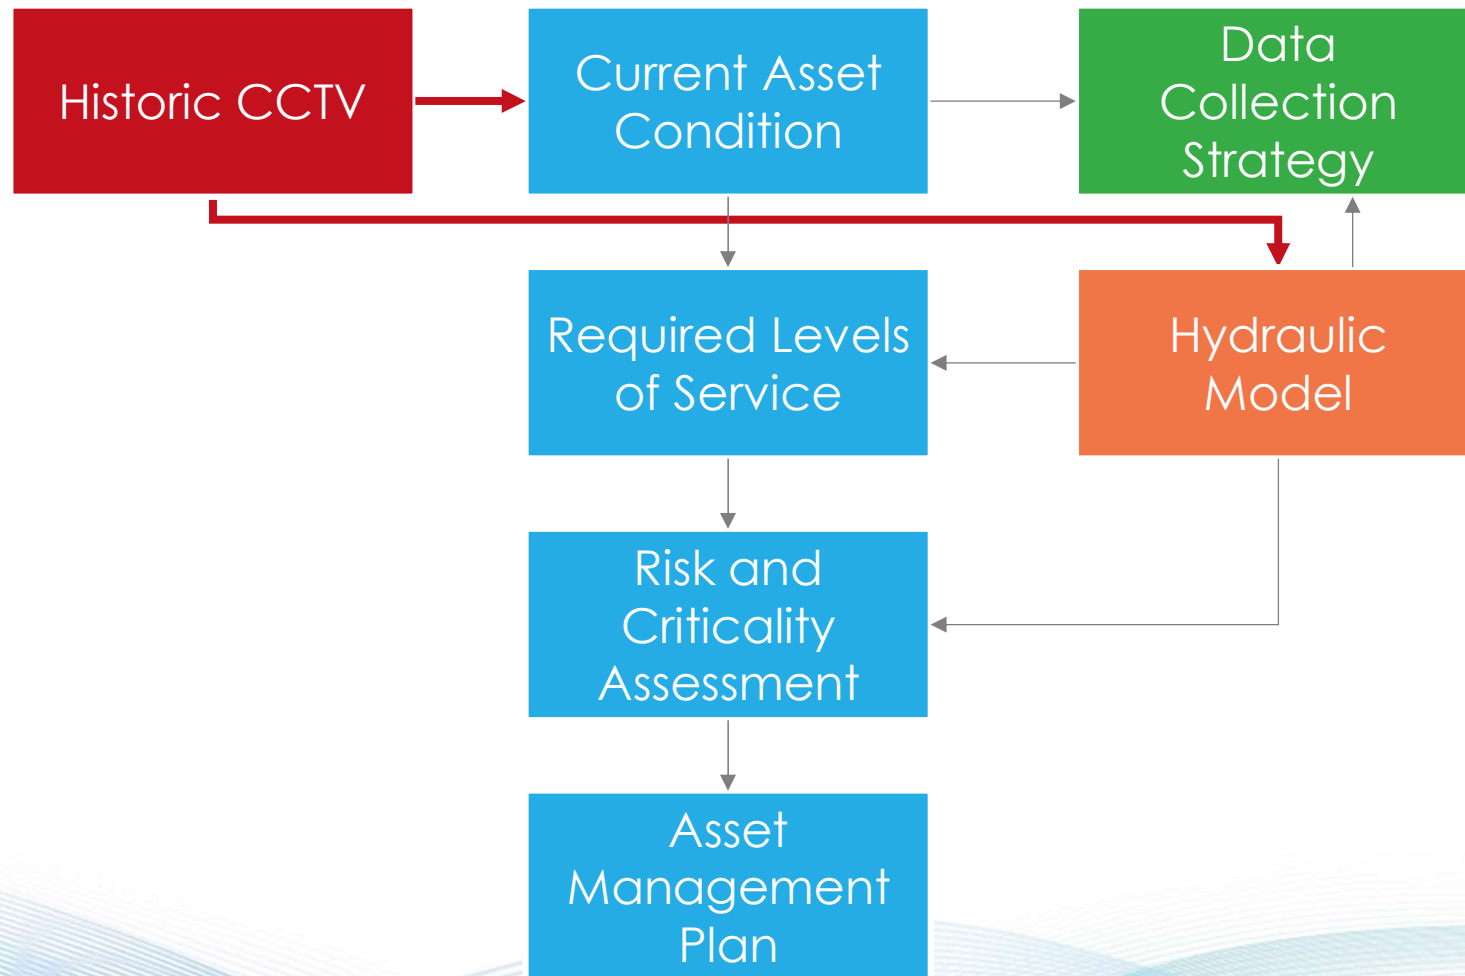 Historic CCTV
Current Asset
Condition
Data
Collection
Strategy
Required Levels
of Service
Hydraulic
Model
Risk and
Criticality
Assessment
Asset
Management
Plan